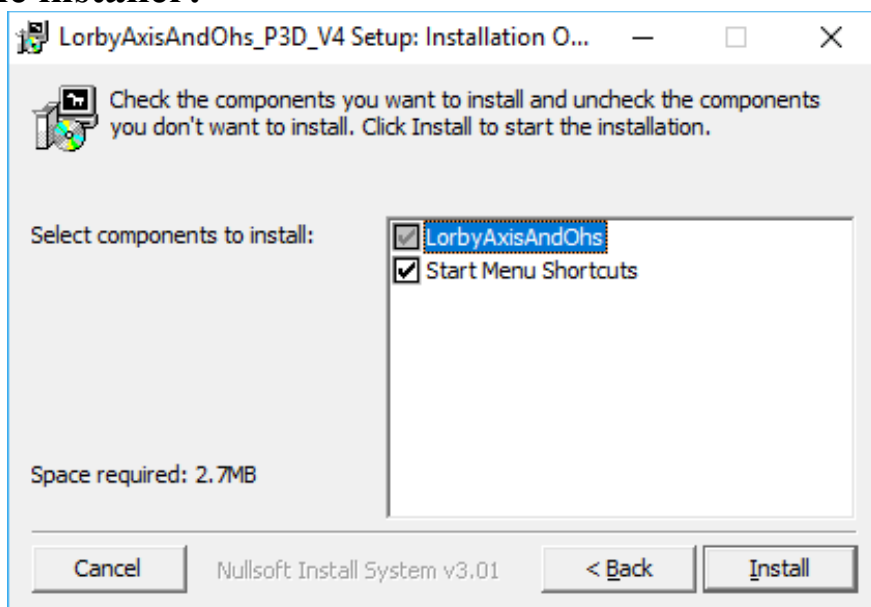 LorbyAxisAndOhs_P3D_V4 Setup: Installation O...
Check the components you want to install and uncheck the components
you don't want to install. Click Install to start the installation.
Select components to install:
LorbyAxisAndOhs
Start Menu Shortcuts
Space required: 2.7MB
Cancel
Nullsoft Install System v3.01
< Back
Install